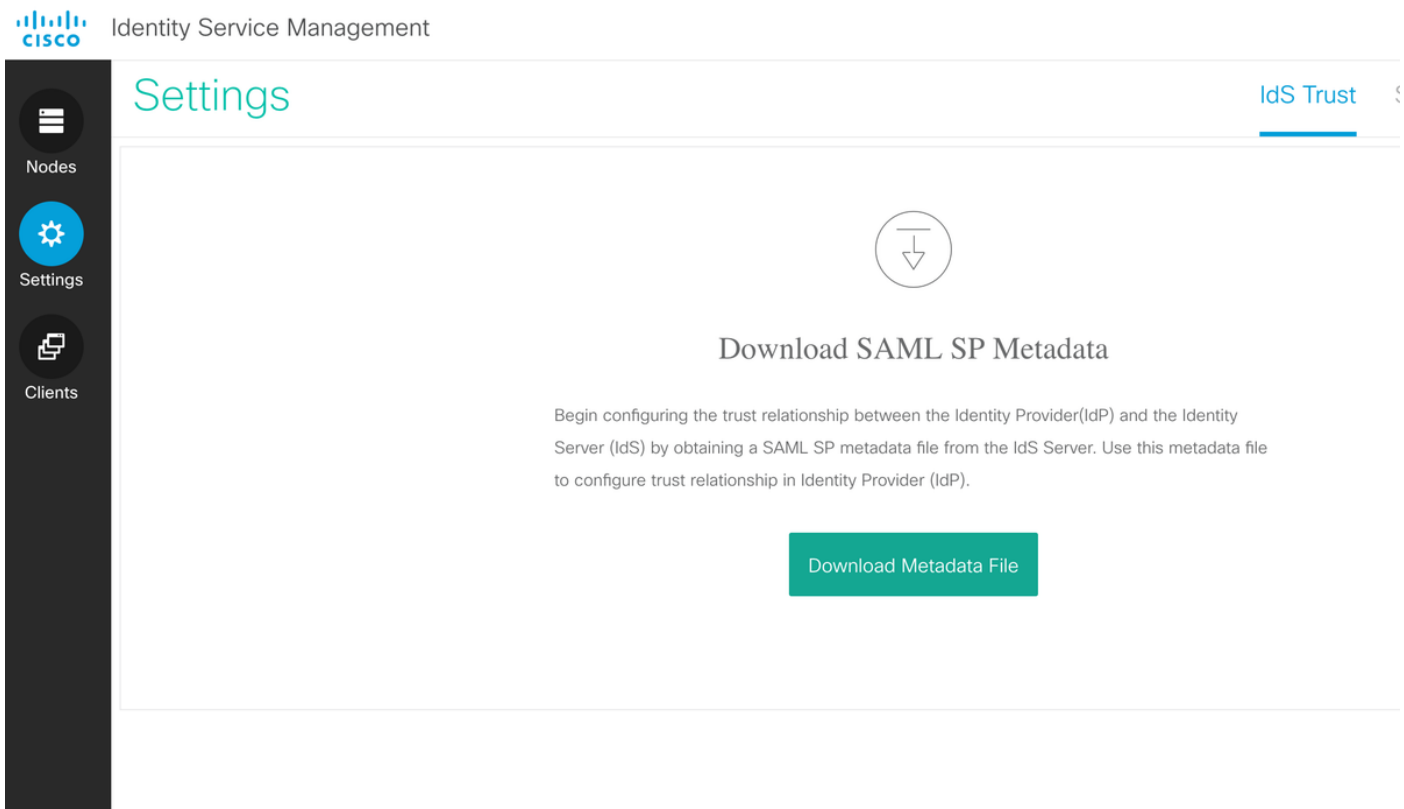 CISCO
Identity Service Management
Settings
IdS Trust
Nodes
Settings
Clients
Download SAML SP Metadata
Begin configuring the trust relationship between the Identity Provider(IdP) and the Identity
Server (IdS) by obtaining a SAML SP metadata file from the IdS Server. Use this metadata file
to configure trust relationship in Identity Provider (IdP).
Download Metadata File